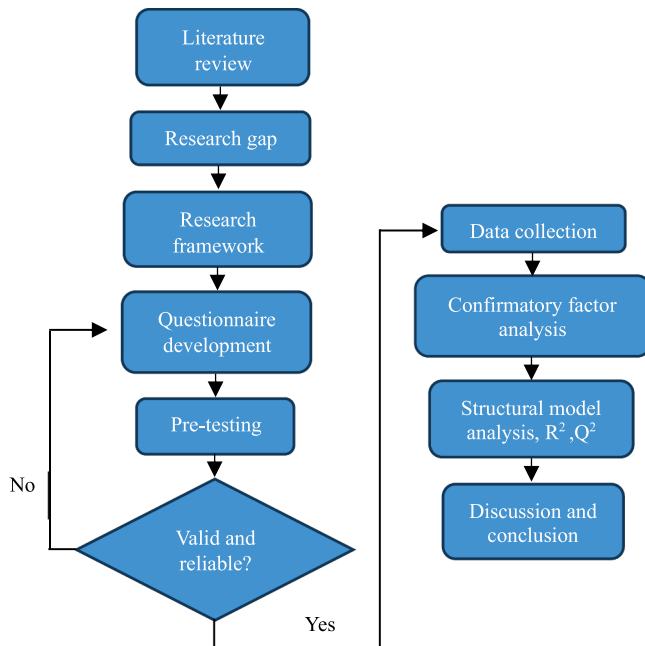 Literature
review
Research gap
Research
framework
Questionnaire
development
Pre-testing
No
Valid and
reliable?
Yes
Data collection
Confirmatory factor
analysis
Structural model
analysis, R² ,Q²
Discussion and
conclusion